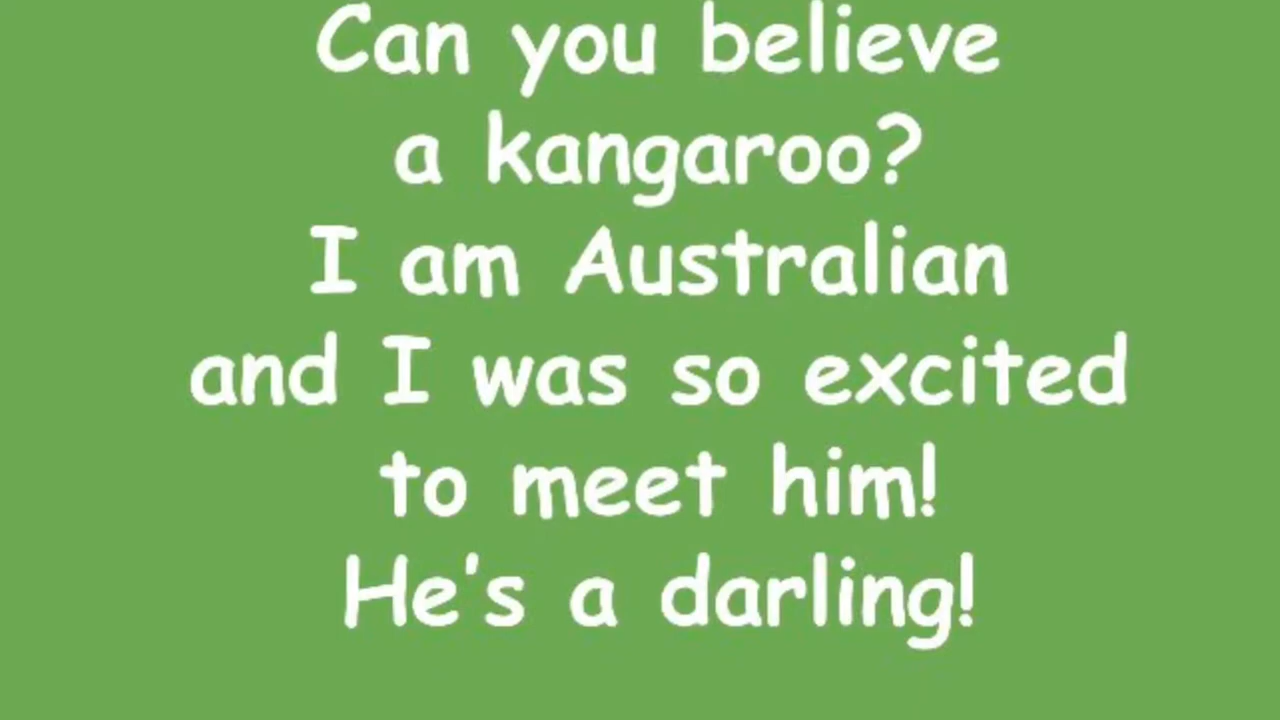 Can you believe
a kangaroo?
I am Australian
and I was so excited
to meet him!
He's a darling!